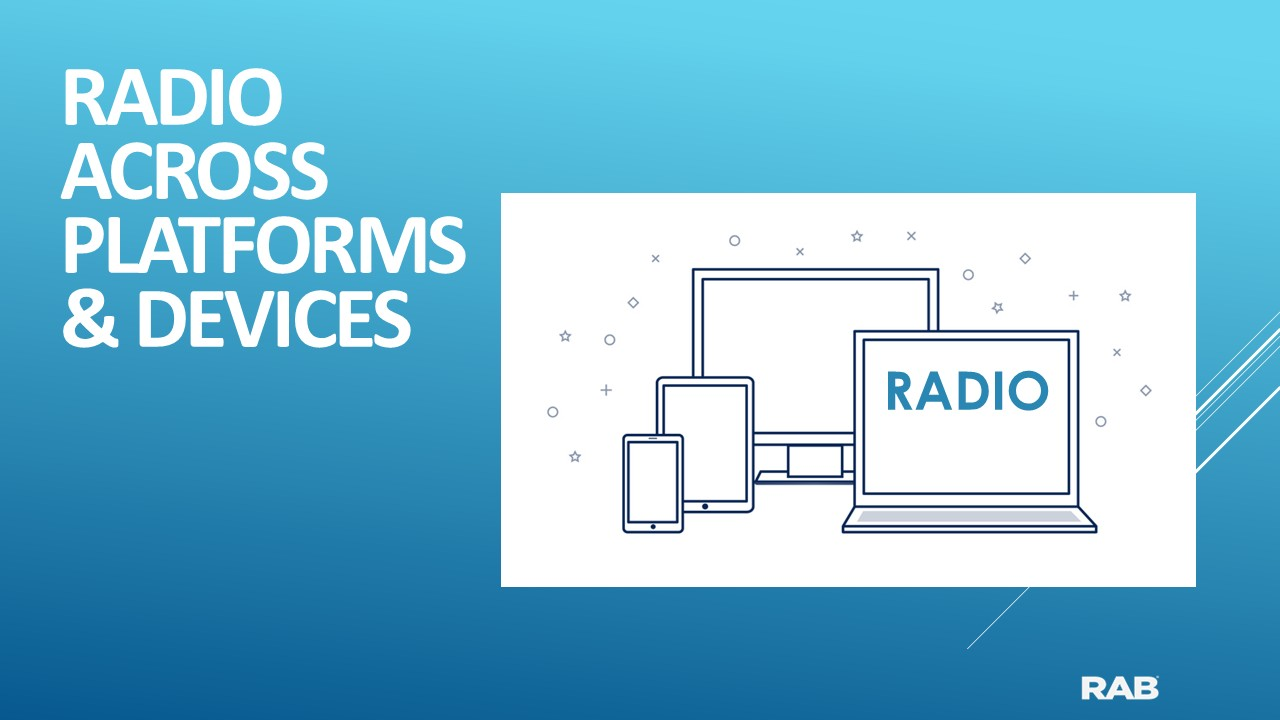 RADIO
ACROSS
PLATFORMS
& DEVICES
RADIO
RAB